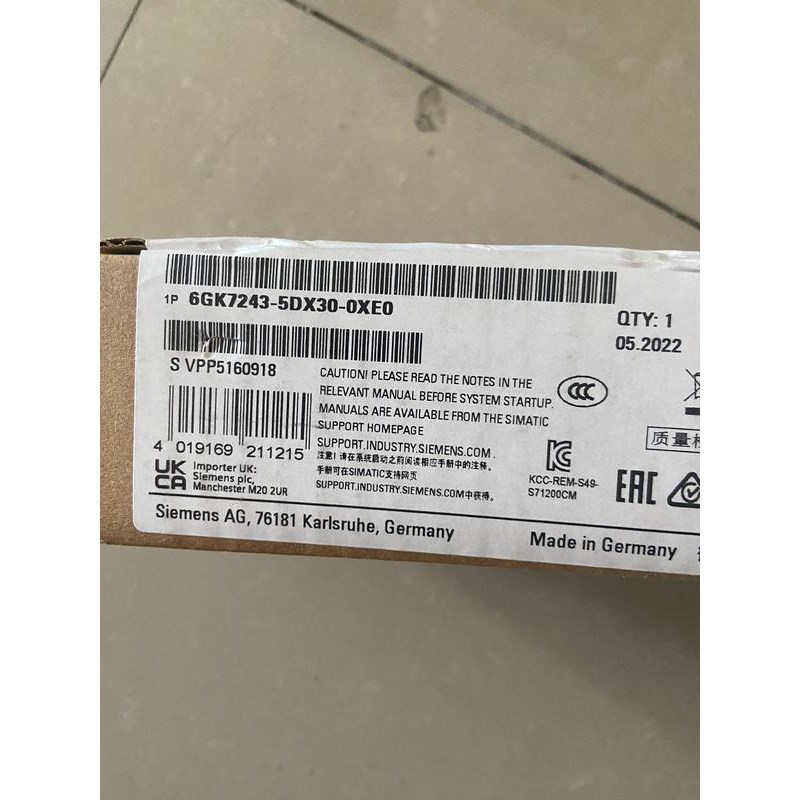 1P 6GK7243-5DX30-0XE0
QTY: 1
05.2022
S VPP5160918
CAUTION! PLEASE READ THE NOTES IN THE
RELEVANT MANUAL BEFORE SYSTEM STARTUP.
MANUALS ARE AVAILABLE FROM THE SIMATIC
SUPPORT HOMEPAGE
SUPPORT.INDUSTRY.SIEMENS.COM.
注意!请在系统启动之前阅读相应手册中的注释。
手册可在SIMATIC支持网页
SUPPORT.INDUSTRY.SIEMENS.COM中获得。
CCC
4 019169 211215
UK
CA
Importer UK:
Siemens plc,
Manchester M20 2UR
KCC-REM-S49-
S71200CM
质量
EAC
Siemens AG, 76181 Karlsruhe, Germany
Made in Germany